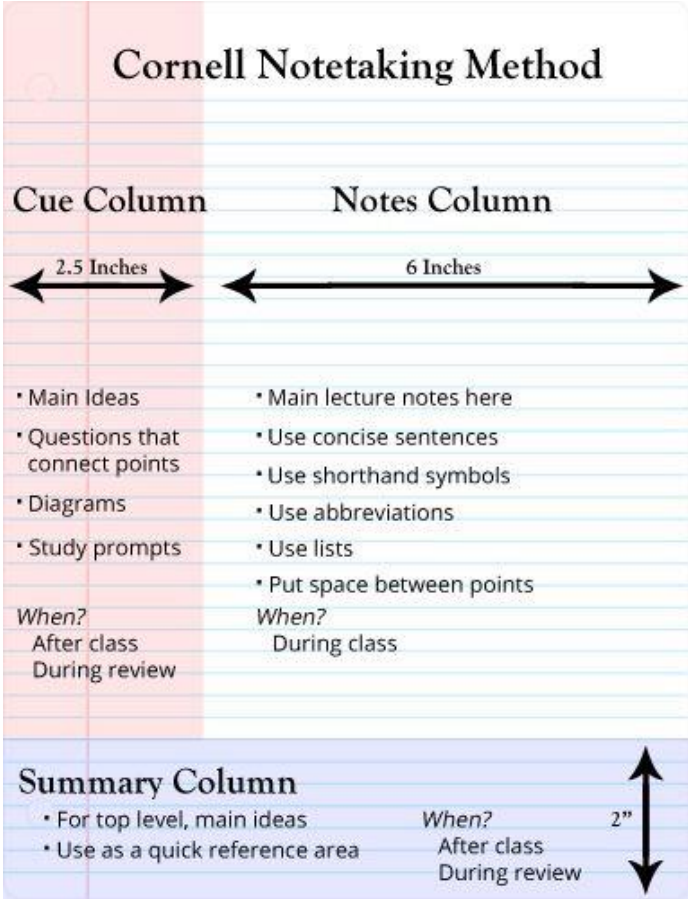 Cornell Notetaking Method
Cue Column
2.5 Inches
• Main Ideas
• Questions that
connect points
• Diagrams
• Study prompts
When?
After class
During review
Notes Column
6 Inches
• Main lecture notes here
• Use concise sentences
• Use shorthand symbols
• Use abbreviations
• Use lists
• Put space between points
When?
During class
Summary Column
• For top level, main ideas
• Use as a quick reference area
When?
After class
During review
2”